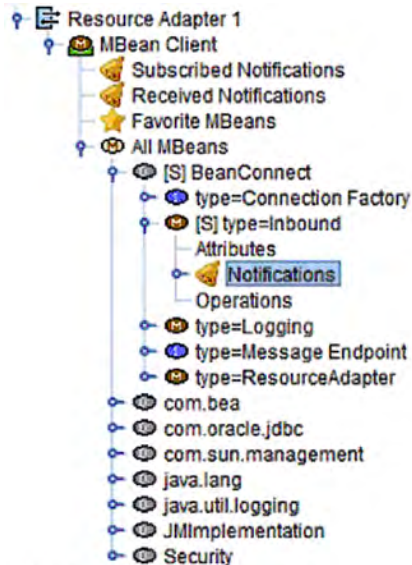 Resource Adapter 1
MBean Client
Subscribed Notifications
Received Notifications
Favorite MBeans
All MBeans
[S] BeanConnect
type=Connection Factory
[S] type=Inbound
Attributes
Notifications
Operations
type=Logging
type=Message Endpoint
type=ResourceAdapter
com.bea
com.oracle.jdbc
com.sun.management
java.lang
java.util.logging
JMImplementation
Security